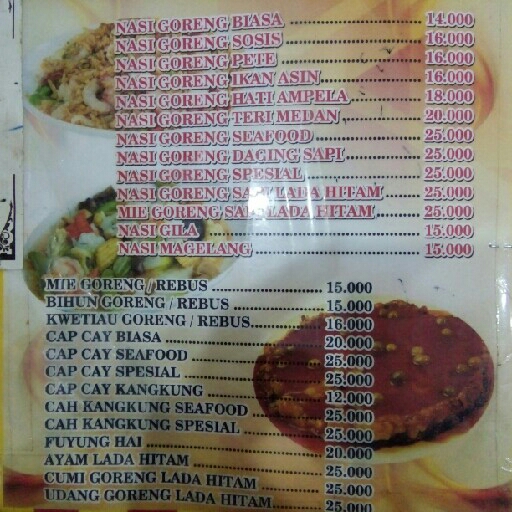 NASI GORENG BIASA 14.000
NASI GORENG SOSIS 16.000
NASI GORENG PETE 16.000
NASI GORENG IKAN ASIN 16.000
NASI GORENG HATI AMPELA 18.000
NASI GORENG TERI MEDAN 20.000
NASI GORENG SEAFOOD 25.000
NASI GORENG DAGING SAPI 25.000
NASI GORENG SPESIAL 25.000
NASI GORENG SAPI LADA HITAM 25.000
MIE GORENG SAPI LADA HITAM 25.000
NASI GILA 15.000
NASI MAGELANG 15.000
MIE GORENG / REBUS 15.000
BIHUN GORENG / REBUS 15.000
KWETIAU GORENG / REBUS 16.000
CAP CAY BIASA 20.000
CAP CAY SEAFOOD 25.000
CAP CAY SPESIAL 25.000
CAP CAY KANGKUNG 12.000
CAH KANGKUNG SEAFOOD 25.000
CAH KANGKUNG SPESIAL 25.000
FUYUNG HAI 20.000
AYAM LADA HITAM 25.000
CUMI GORENG LADA HITAM 25.000
UDANG GORENG LADA HITAM 25.000